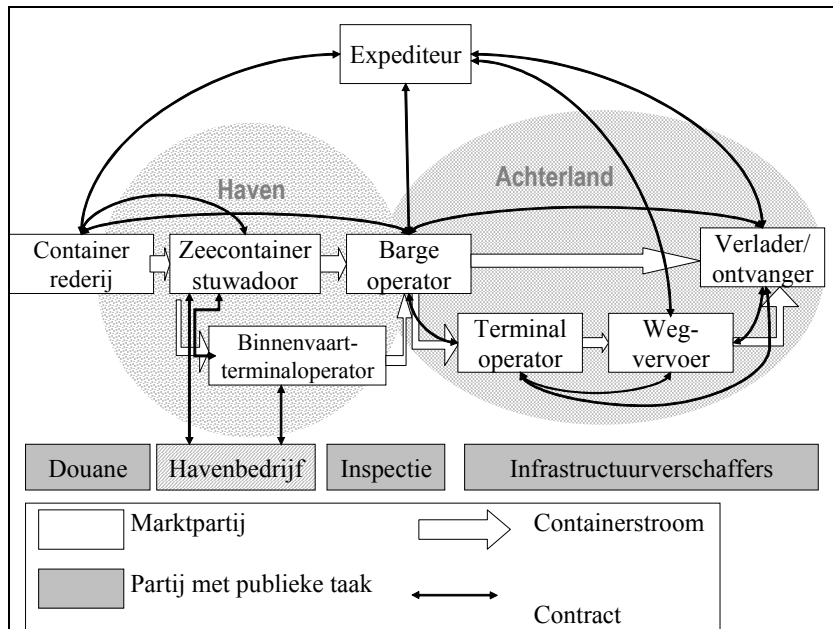 Expediteur
Haven
Achterland
Container
rederij
Zeecontainer
stuwadoor
Barge
operator
Verlader/
ontvanger
Binnenvaart-
terminaloperator
Terminal
operator
Weg-
vervoer
Douane
Havenbedrijf
Inspectie
Infrastructuurverschaffers
Marktpartij
Containerstroom
Partij met publieke taak
Contract